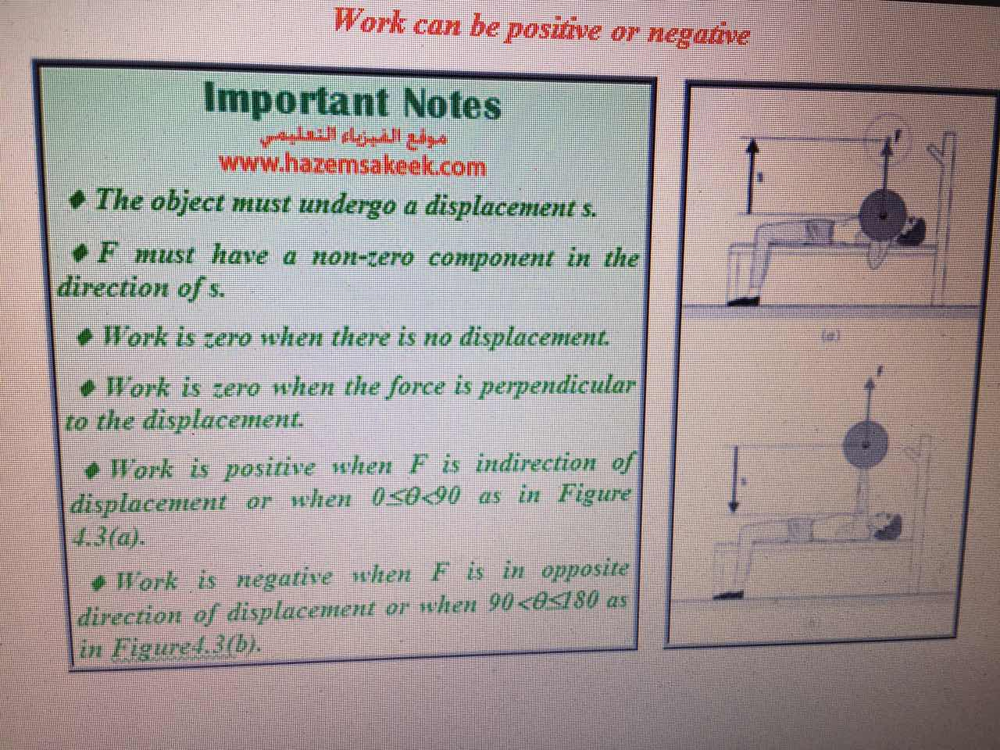 Work can be positive or negative
Important Notes
موقع الفيزياء التعليمي
www.hazemsakeek.com
♦ The object must undergo a displacement s.
♦ F must have a non-zero component in the
direction of s.
♦ Work is zero when there is no displacement.
♦ Work is zero when the force is perpendicular
to the displacement.
♦ Work is positive when F is indirection of
displacement or when 0≤θ<90 as in Figure
4.3(a).
♦ Work is negative when F is in opposite
direction of displacement or when 90<θ≤180 as
in Figure4.3(b).
(a)